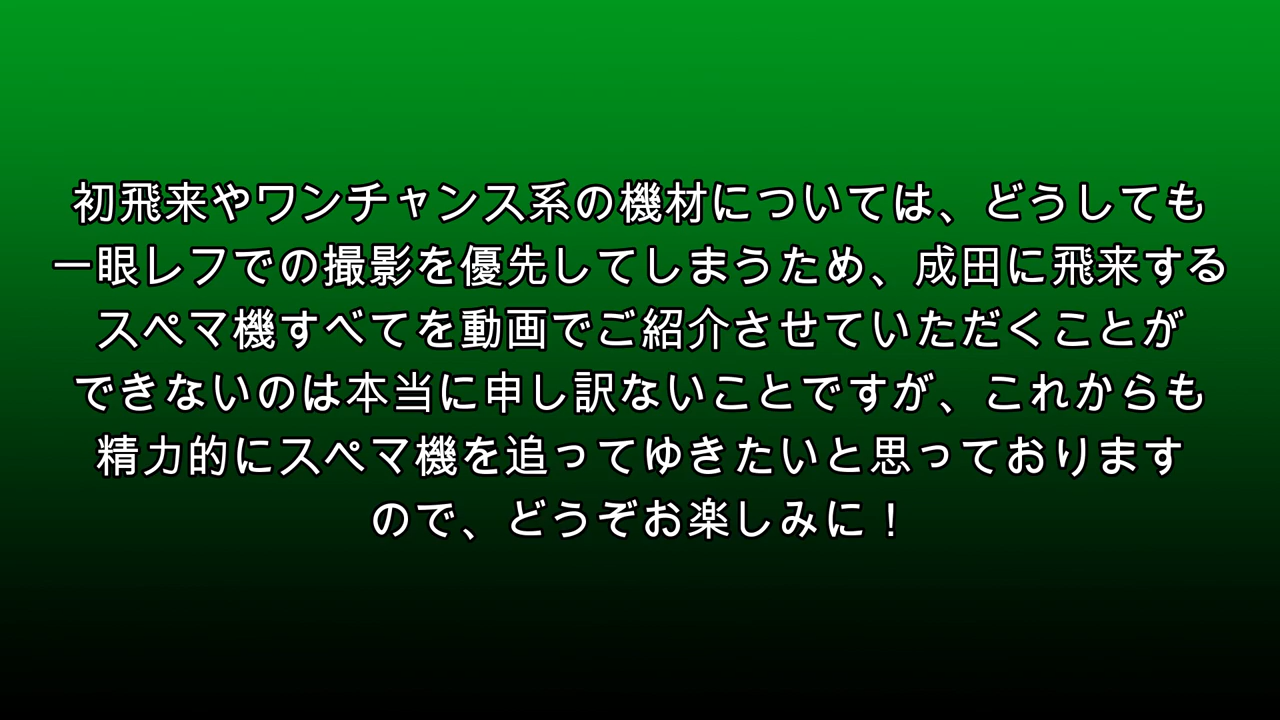 初飛来やワンチャンス系の機材については、どうしても
一眼レフでの撮影を優先してしまうため、成田に飛来する
スペマ機すべてを動画でご紹介させていただくことが
できないのは本当に申し訳ないことですが、これからも
精力的にスペマ機を追ってゆきたいと思っております
ので、どうぞお楽しみに！